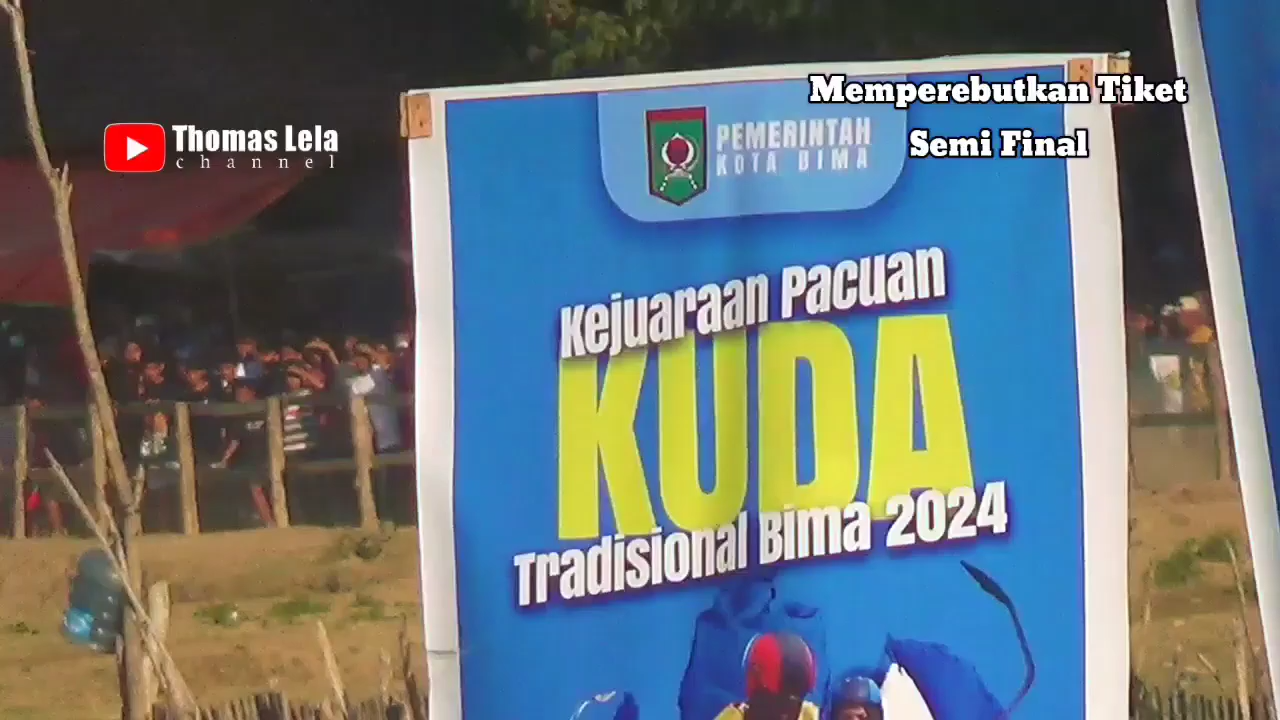 Memperebutkan Tiket
Semi Final
Thomas Lela
channel
PEMERINTAH
KOTA BIMA
Kejuaraan Pacuan
KUDA
Tradisional Bima 2024